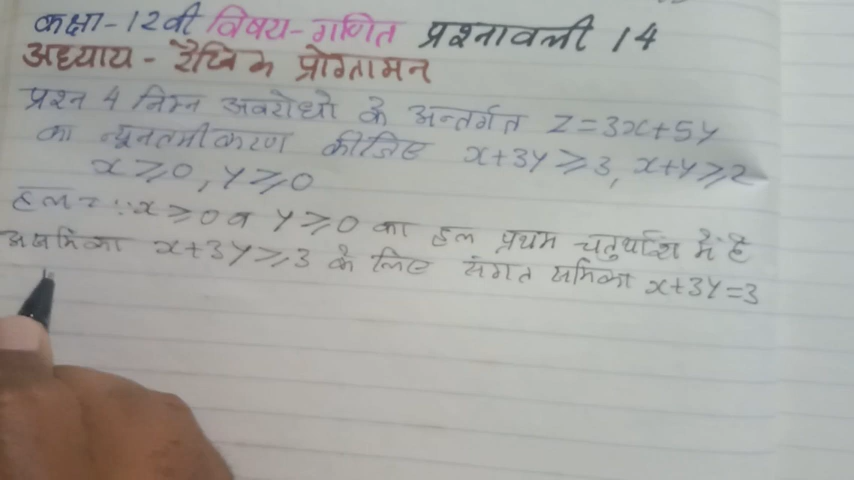 कक्षा-12वी विषय-गणित प्रश्नावली 14
अध्याय - रैखिक प्रोग्रामन
प्रश्न 4 निम्न अवरोधो के अन्तर्गत Z=3x+5y
का न्यूनतमीकरण कीजिए x+3y≥3, x+y≥2
x≥0, y≥0
हल= ∵x≥0 व y≥0 का हल प्रथम चतुर्थांश में है
असमिका x+3y≥3 के लिए संगत समिका x+3y=3